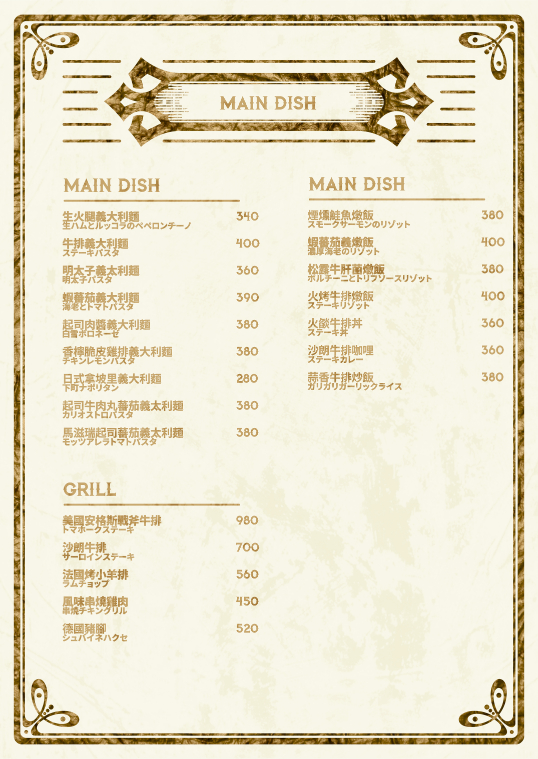 MAIN DISH
MAIN DISH
生火腿義大利麵 340
生ハムとルッコラのペペロンチーノ
牛排義大利麵 400
ステーキパスタ
明太子義太利麵 360
明太子パスタ
蝦蕃茄義大利麵 390
海老とトマトパスタ
起司肉醬義大利麵 380
白雪ボロネーゼ
香檸脆皮雞排義大利麵 380
チキンレモンパスタ
日式拿坡里義大利麵 280
下町ナポリタン
起司牛肉丸蕃茄義太利麵 380
カリオストロパスタ
馬滋瑞起司蕃茄義太利麵 380
モッツアレラトマトパスタ
GRILL
美國安格斯戰斧牛排 980
トマホークステーキ
沙朗牛排 700
サーロインステーキ
法國烤小羊排 560
ラムチョップ
風味串燒雞肉 450
串焼チキングリル
德國豬腳 520
シュバイネハクセ
MAIN DISH
煙燻鮭魚燉飯 380
スモークサーモンのリゾット
蝦蕃茄義燉飯 400
濃厚海老のリゾット
松露牛肝菌燉飯 380
ポルチーニとトリフソースリゾット
火烤牛排燉飯 400
ステーキリゾット
火燄牛排丼 360
ステーキ丼
沙朗牛排咖哩 360
ステーキカレー
蒜香牛排炒飯 380
ガリガリガーリックライス